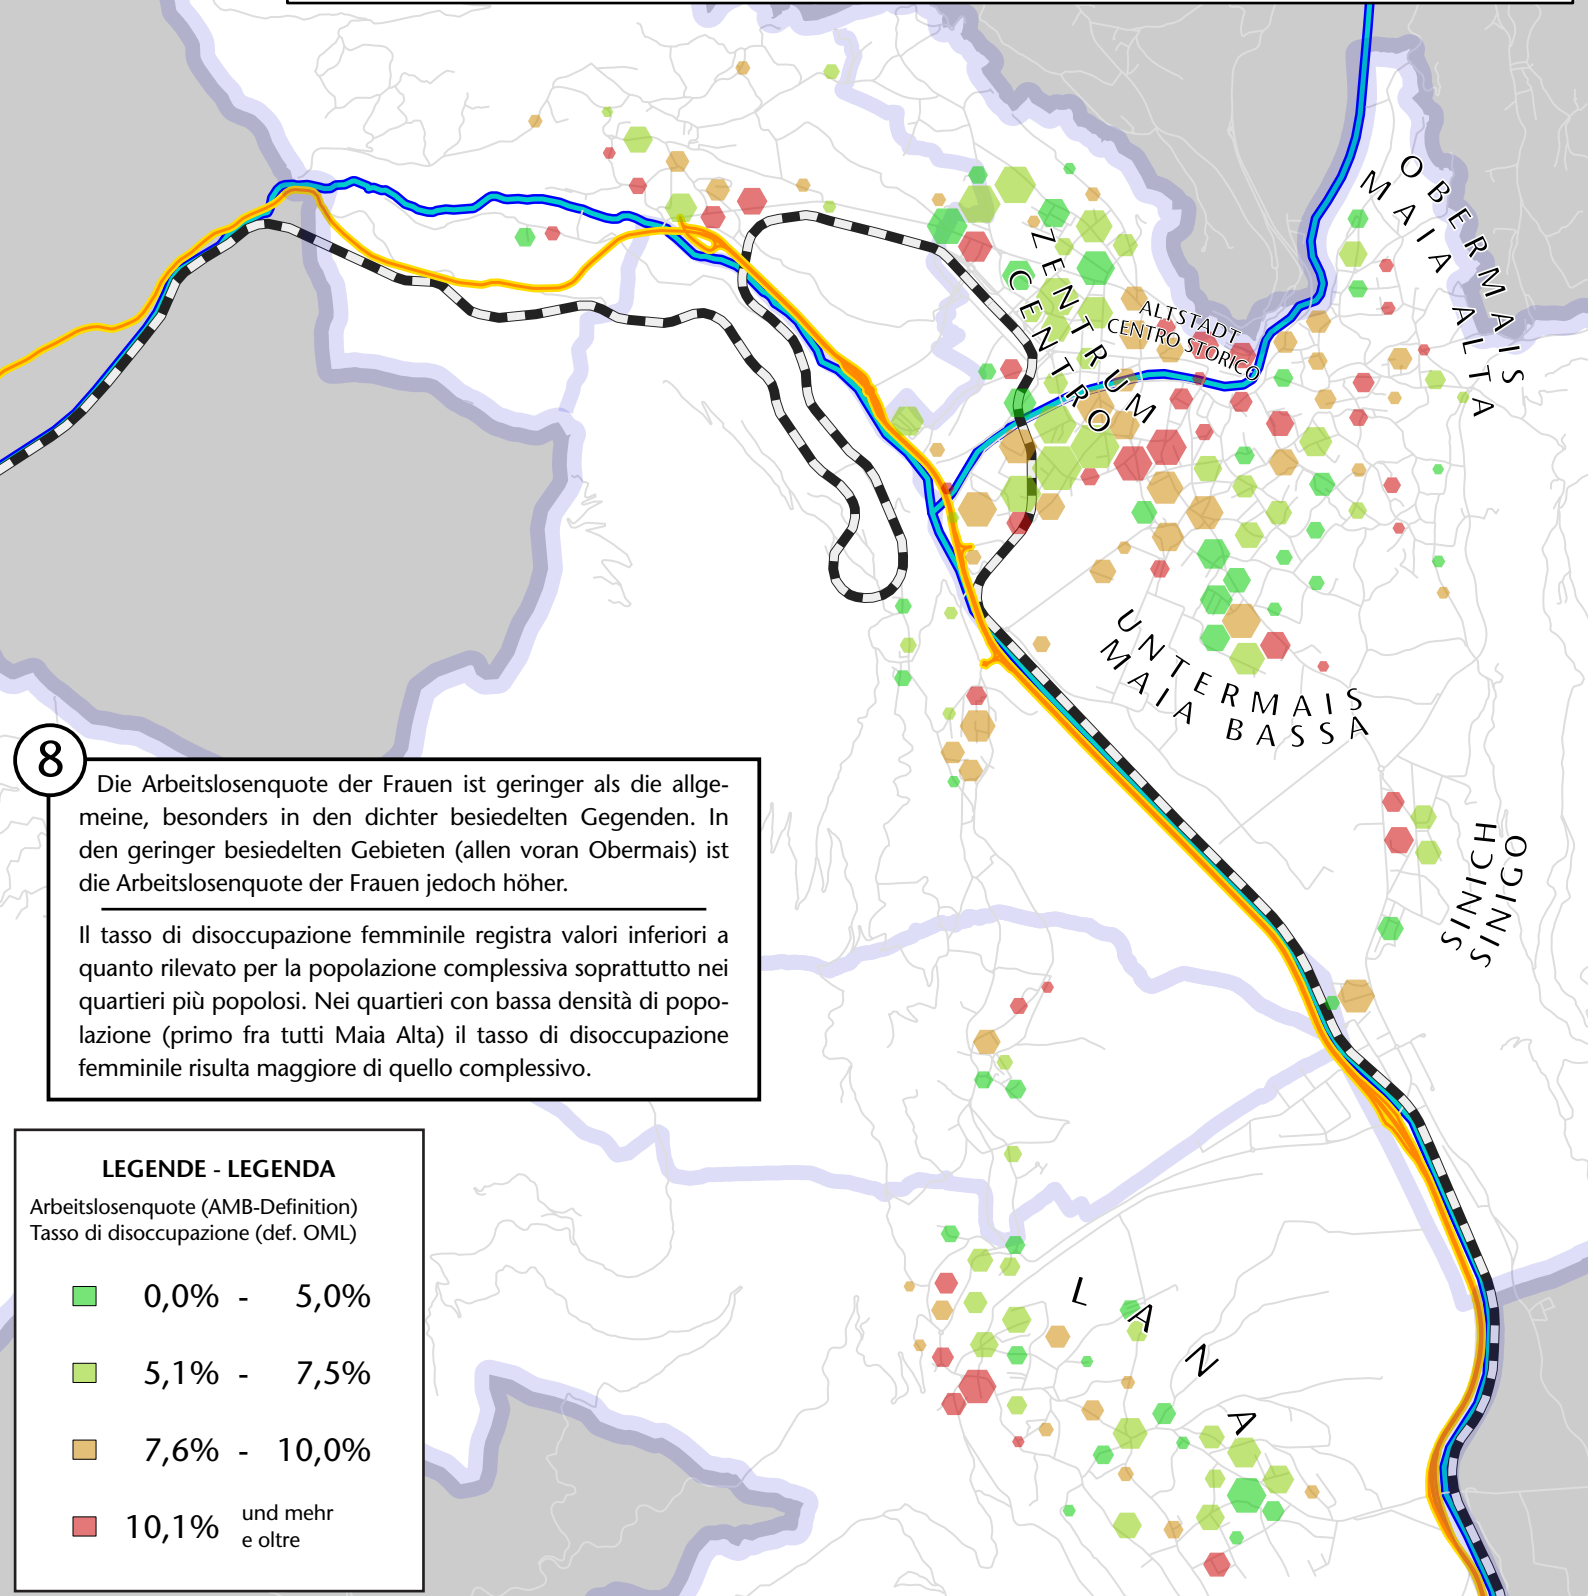 OBERMAIS
MAIA ALTA
ZENTRUM
CENTRO
ALTSTADT
CENTRO STORICO
UNTERMAIS
MAIA BASSA
8
Die Arbeitslosenquote der Frauen ist geringer als die allge-
meine, besonders in den dichter besiedelten Gegenden. In
den geringer besiedelten Gebieten (allen voran Obermais) ist
die Arbeitslosenquote der Frauen jedoch höher.
Il tasso di disoccupazione femminile registra valori inferiori a
quanto rilevato per la popolazione complessiva soprattutto nei
quartieri più popolosi. Nei quartieri con bassa densità di popo-
lazione (primo fra tutti Maia Alta) il tasso di disoccupazione
femminile risulta maggiore di quello complessivo.
SINICH
SINIGO
LEGENDE - LEGENDA
Arbeitslosenquote (AMB-Definition)
Tasso di disoccupazione (def. OML)
0,0% - 5,0%
5,1% - 7,5%
7,6% - 10,0%
10,1% und mehr
e oltre
LANA